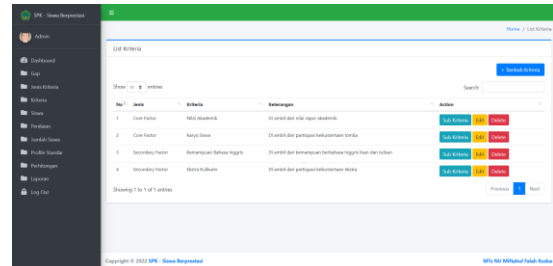 SPK - Siswa Berprestasi
Home / List Kriteria
Admin
List Kriteria
Dashboard
Gap
Jenis Kriteria
Kriteria
Siswa
Penilaian
Jumlah Siswa
Profile Standar
Perhitungan
Laporan
Log Out
+ Tambah Kriteria
Show 10 entries
Search:
No Jenis Kriteria Keterangan Action
1 Core Factor Nilai Akademik Di ambil dari nilai rapor akademik Sub Kriteria Edit Delete
2 Core Factor Karya Siswa Di ambil dari partisipasi keikutsertaan lomba Sub Kriteria Edit Delete
3 Secondary Factor Kemampuan Bahasa Inggris Di ambil dari kemampuan berbahasa Inggris lisan dan tulisan Sub Kriteria Edit Delete
4 Secondary Factor Ekstra Kulikuler Di ambil dari partisipasi keikutsertaan ekstra Sub Kriteria Edit Delete
Showing 1 to 1 of 1 entries
Previous 1 Next
Copyright © 2022 SPK - Siswa Berprestasi
MTs NU Miftahul Falah Kudus